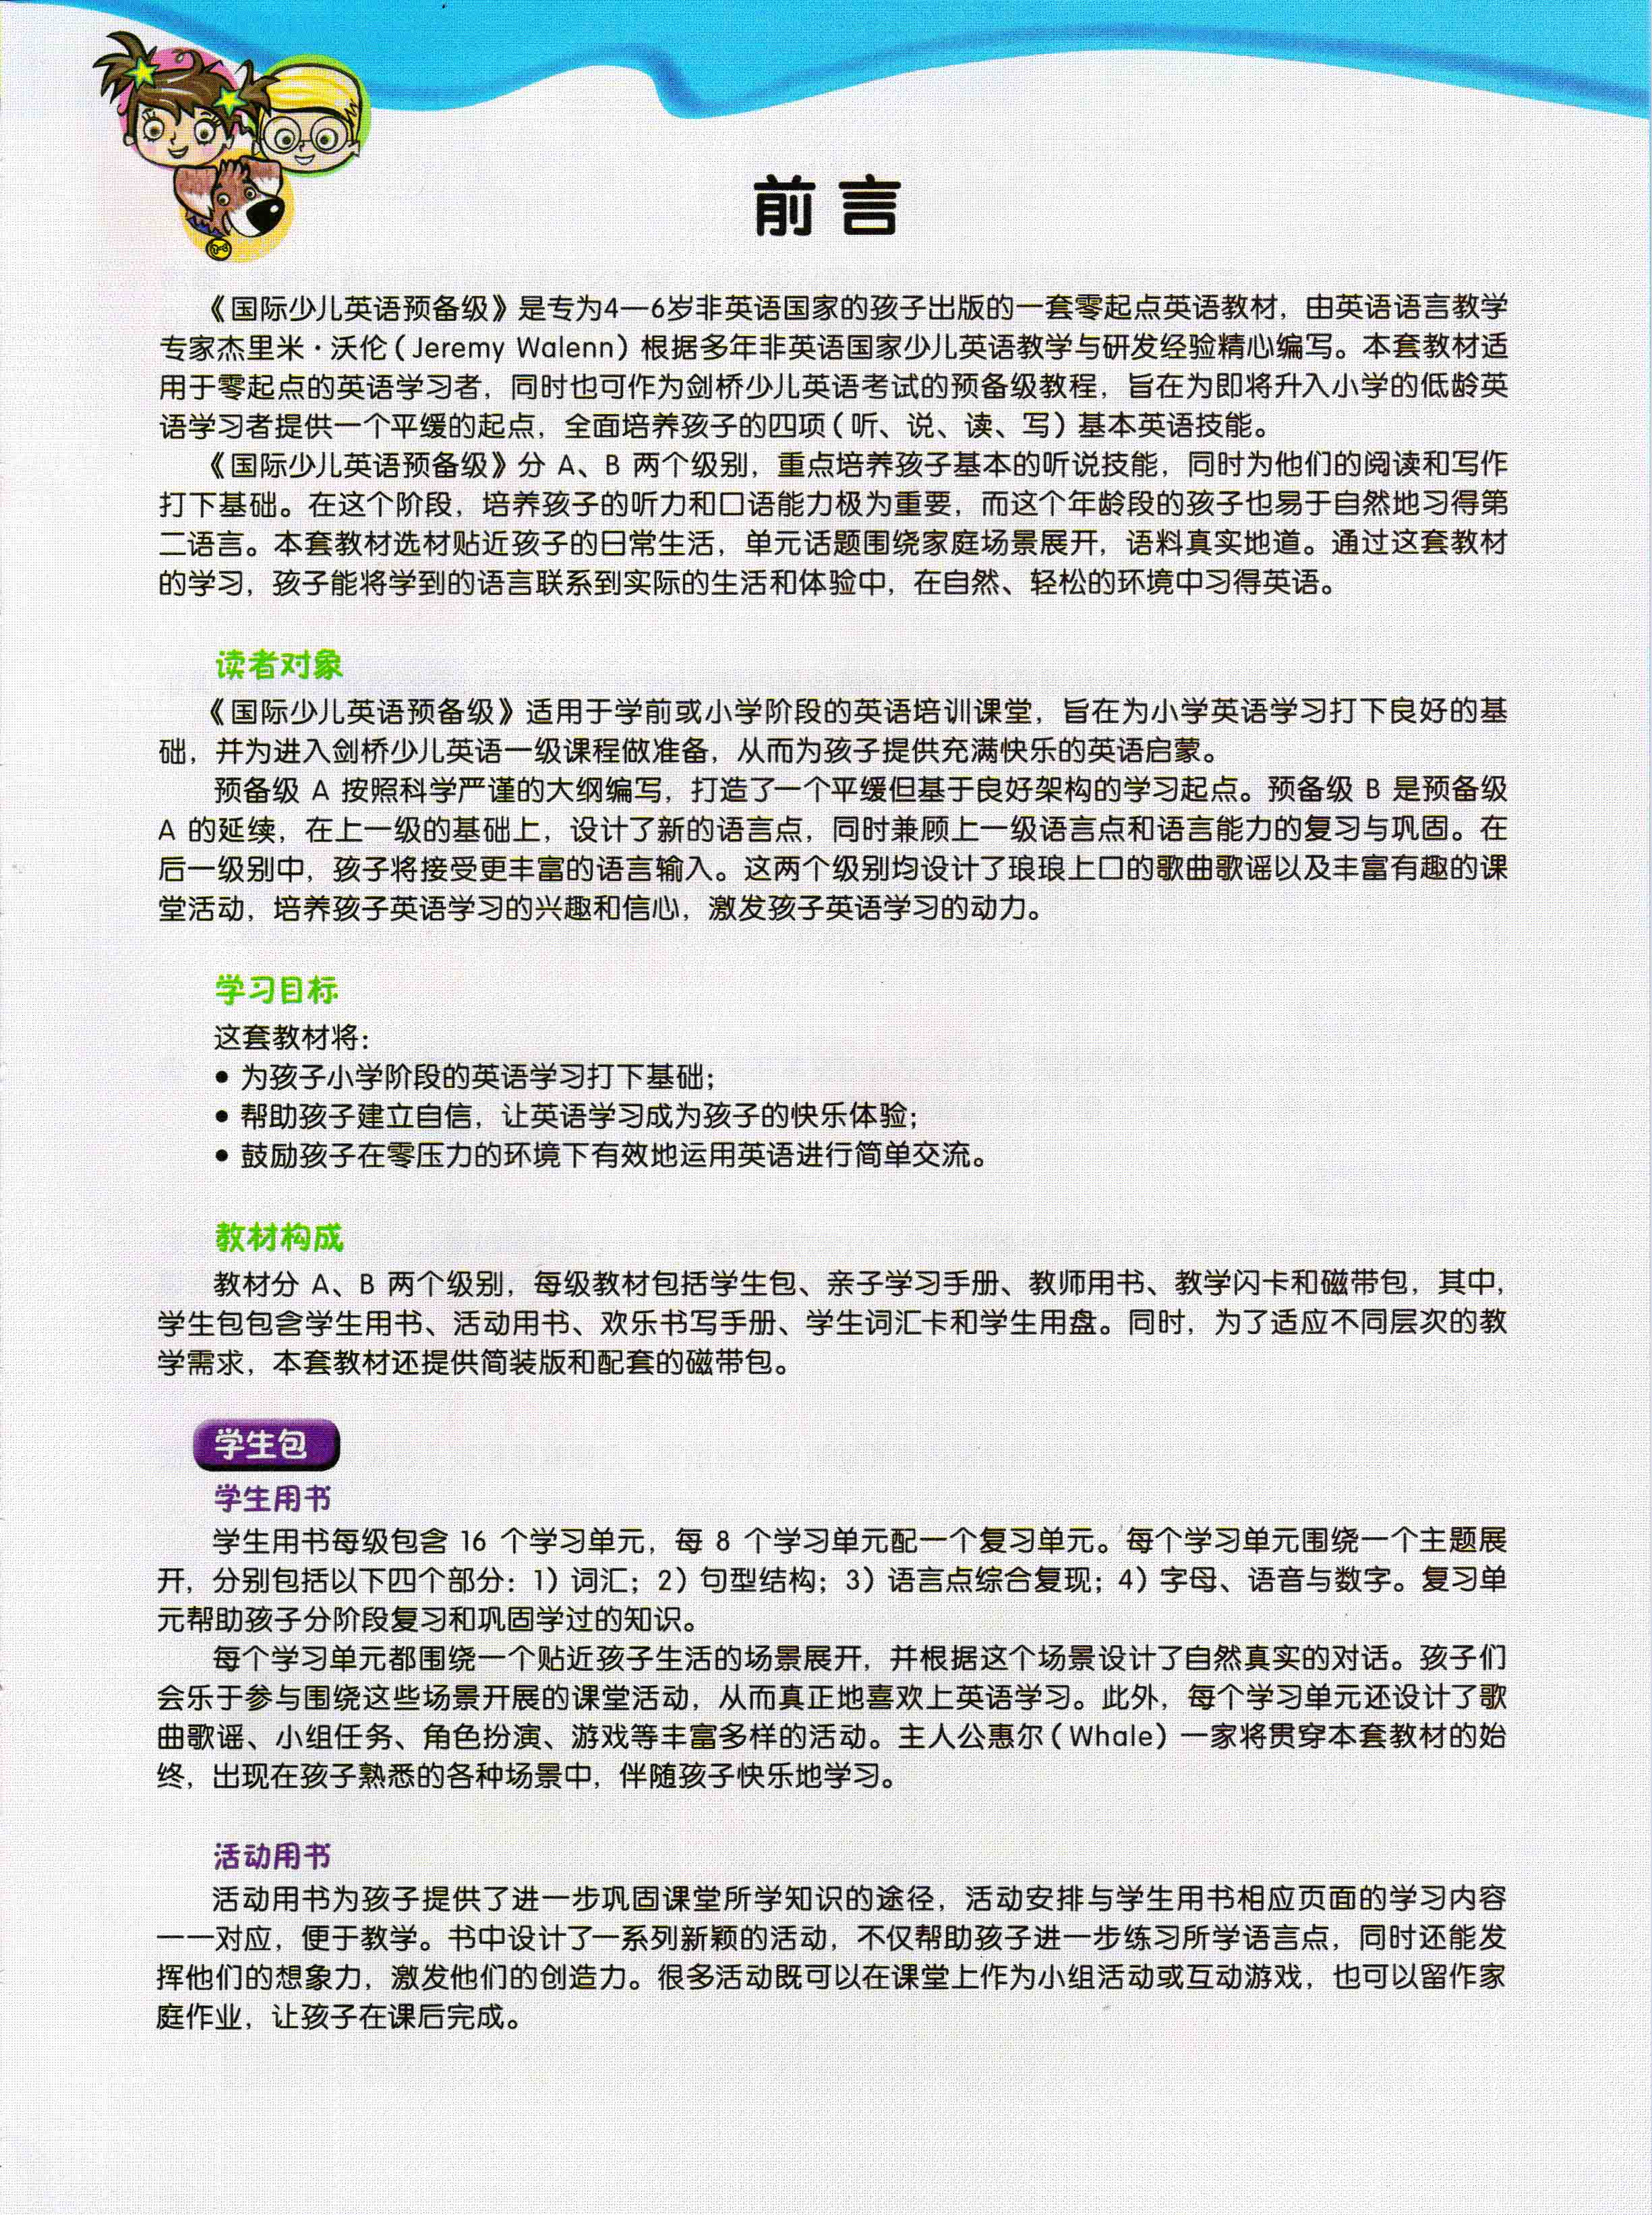 前言
《国际少儿英语预备级》是专为4—6岁非英语国家的孩子出版的一套零起点英语教材，由英语语言教学
专家杰里米·沃伦（Jeremy Walenn）根据多年非英语国家少儿英语教学与研发经验精心编写。本套教材适
用于零起点的英语学习者，同时也可作为剑桥少儿英语考试的预备级教程，旨在为即将升入小学的低龄英
语学习者提供一个平缓的起点，全面培养孩子的四项（听、说、读、写）基本英语技能。
《国际少儿英语预备级》分 A、B 两个级别，重点培养孩子基本的听说技能，同时为他们的阅读和写作
打下基础。在这个阶段，培养孩子的听力和口语能力极为重要，而这个年龄段的孩子也易于自然地习得第
二语言。本套教材选材贴近孩子的日常生活，单元话题围绕家庭场景展开，语料真实地道。通过这套教材
的学习，孩子能将学到的语言联系到实际的生活和体验中，在自然、轻松的环境中习得英语。
读者对象
《国际少儿英语预备级》适用于学前或小学阶段的英语培训课堂，旨在为小学英语学习打下良好的基
础，并为进入剑桥少儿英语一级课程做准备，从而为孩子提供充满快乐的英语启蒙。
预备级 A 按照科学严谨的大纲编写，打造了一个平缓但基于良好架构的学习起点。预备级 B 是预备级
A 的延续，在上一级的基础上，设计了新的语言点，同时兼顾上一级语言点和语言能力的复习与巩固。在
后一级别中，孩子将接受更丰富的语言输入。这两个级别均设计了琅琅上口的歌曲歌谣以及丰富有趣的课
堂活动，培养孩子英语学习的兴趣和信心，激发孩子英语学习的动力。
学习目标
这套教材将：
● 为孩子小学阶段的英语学习打下基础；
● 帮助孩子建立自信，让英语学习成为孩子的快乐体验；
● 鼓励孩子在零压力的环境下有效地运用英语进行简单交流。
教材构成
教材分 A、B 两个级别，每级教材包括学生包、亲子学习手册、教师用书、教学闪卡和磁带包，其中，
学生包包含学生用书、活动用书、欢乐书写手册、学生词汇卡和学生用盘。同时，为了适应不同层次的教
学需求，本套教材还提供简装版和配套的磁带包。
学生包
学生用书
学生用书每级包含 16 个学习单元，每 8 个学习单元配一个复习单元。每个学习单元围绕一个主题展
开，分别包括以下四个部分：1）词汇；2）句型结构；3）语言点综合复现；4）字母、语音与数字。复习单
元帮助孩子分阶段复习和巩固学过的知识。
每个学习单元都围绕一个贴近孩子生活的场景展开，并根据这个场景设计了自然真实的对话。孩子们
会乐于参与围绕这些场景开展的课堂活动，从而真正地喜欢上英语学习。此外，每个学习单元还设计了歌
曲歌谣、小组任务、角色扮演、游戏等丰富多样的活动。主人公惠尔（Whale）一家将贯穿本套教材的始
终，出现在孩子熟悉的各种场景中，伴随孩子快乐地学习。
活动用书
活动用书为孩子提供了进一步巩固课堂所学知识的途径，活动安排与学生用书相应页面的学习内容
一一对应，便于教学。书中设计了一系列新颖的活动，不仅帮助孩子进一步练习所学语言点，同时还能发
挥他们的想象力，激发他们的创造力。很多活动既可以在课堂上作为小组活动或互动游戏，也可以留作家
庭作业，让孩子在课后完成。